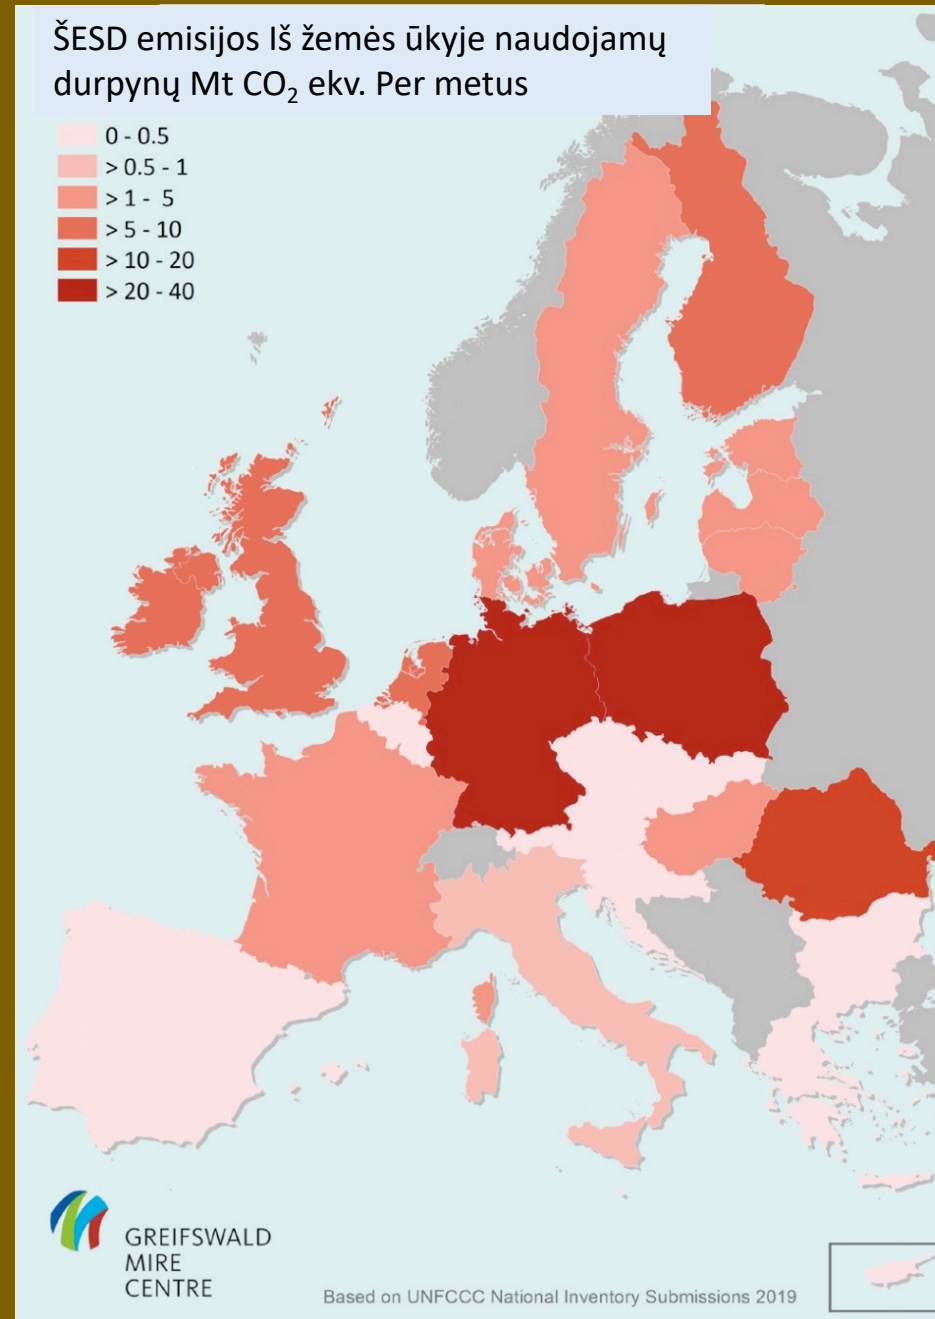 ŠESD emisijos Iš žemės ūkyje naudojamų
durpynų Mt CO₂ ekv. Per metus
0 - 0.5
> 0.5 - 1
> 1 - 5
> 5 - 10
> 10 - 20
> 20 - 40
GREIFSWALD
MIRE
CENTRE
Based on UNFCCC National Inventory Submissions 2019